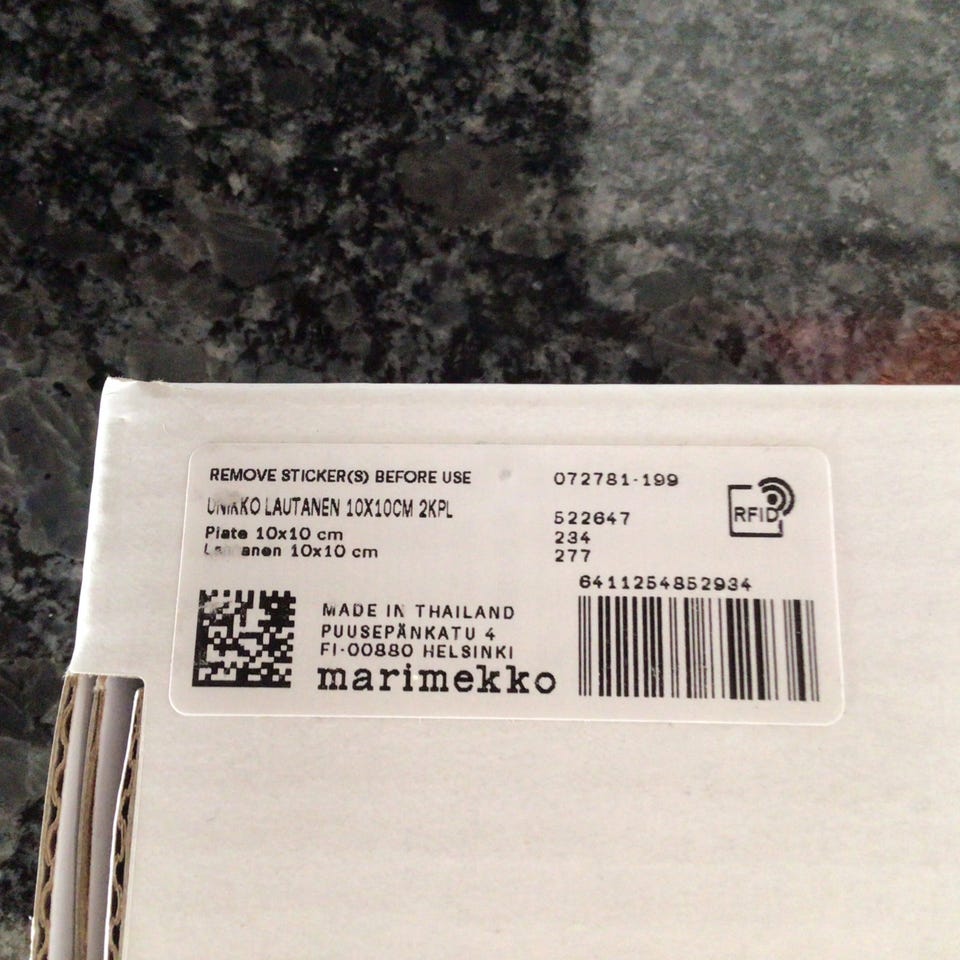 REMOVE STICKER(S) BEFORE USE
072781-199
UNIKKO LAUTANEN 10X10CM 2KPL
522647
Plate 10x10 cm
234
Lautanen 10x10 cm
277
6411254852934
RFID
MADE IN THAILAND
PUUSEPÄNKATU 4
FI-00880 HELSINKI
marimekko